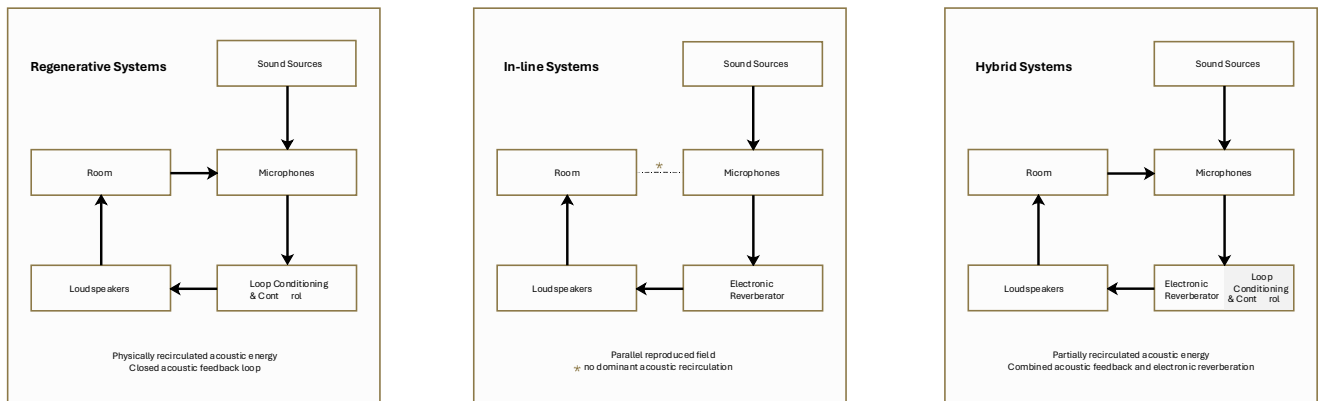 Regenerative Systems
Sound Sources
Room
Microphones
Loudspeakers
Loop Conditioning
& Cont rol
Physically recirculated acoustic energy
Closed acoustic feedback loop
In-line Systems
Sound Sources
Room
*
Microphones
Loudspeakers
Electronic
Reverberator
Parallel reproduced field
* no dominant acoustic recirculation
Hybrid Systems
Sound Sources
Room
Microphones
Loudspeakers
Electronic
Reverberator
Loop
Conditioning
& Cont rol
Partially recirculated acoustic energy
Combined acoustic feedback and electronic reverberation